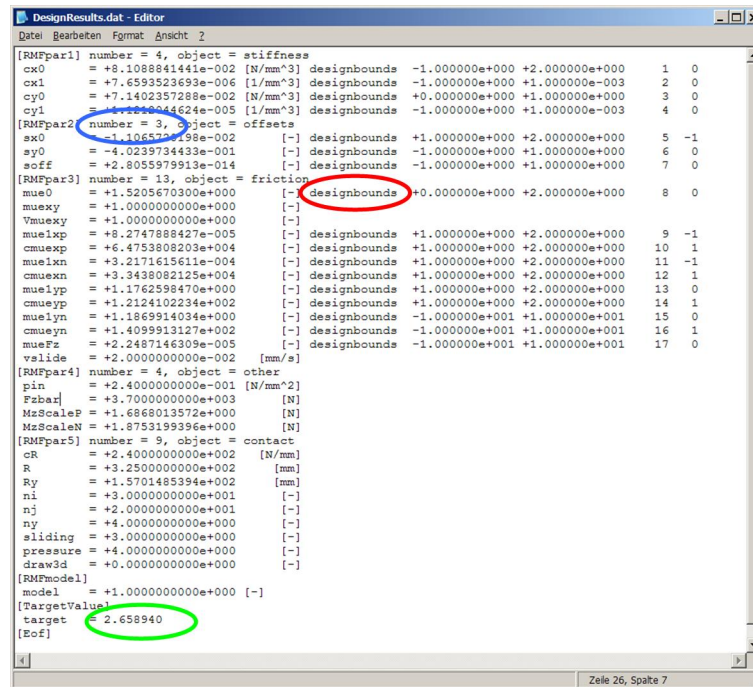 DesignResults.dat - Editor
Datei Bearbeiten Format Ansicht ?
[RMFpar1] number = 4, object = stiffness
cx0 = +8.1088841441e-002 [N/mm^3] designbounds -1.000000e+000 +2.000000e+000 1 0
cx1 = +7.6593523693e-006 [1/mm^3] designbounds -1.000000e+000 +1.000000e-003 2 0
cy0 = +7.1402357288e-002 [N/mm^3] designbounds +0.000000e+000 +1.000000e+000 3 0
cy1 = 044624e-005 [1/mm^3] designbounds -1.000000e+000 +1.000000e-003 4 0
[RMFpar2] number = 3, object = offsets
sx0 = 198e-002 [-] designbounds +1.000000e+000 +2.000000e+000 5 -1
sy0 = -4.0239734433e-001 [-] designbounds -1.000000e+000 +1.000000e+000 6 0
soff = +2.8055979913e-014 [-] designbounds -1.000000e+000 +1.000000e+000 7 0
[RMFpar3] number = 13, object = friction
mue0 = +1.5205670300e+000 [-] designbounds +0.000000e+000 +2.000000e+000 8 0
muexy = +1.0000000000e+000 [-]
Vmuexy = +1.0000000000e+000 [-]
mue1xp = +8.2747888427e-005 [-] designbounds +1.000000e+000 +2.000000e+000 9 -1
cmuexp = +6.4753808203e+004 [-] designbounds +1.000000e+000 +2.000000e+000 10 1
mue1xn = +3.2171615611e-004 [-] designbounds +1.000000e+000 +2.000000e+000 11 -1
cmuexn = +3.3438082125e+004 [-] designbounds +1.000000e+000 +2.000000e+000 12 1
mue1yp = +1.1762598470e+000 [-] designbounds +1.000000e+000 +2.000000e+000 13 0
cmueyp = +1.2124102234e+002 [-] designbounds +1.000000e+000 +2.000000e+000 14 1
mue1yn = +1.1869914034e+000 [-] designbounds -1.000000e+001 +1.000000e+001 15 0
cmueyn = +1.4099913127e+002 [-] designbounds -1.000000e+001 +1.000000e+001 16 1
mueFz = +2.2487146309e-005 [-] designbounds -1.000000e+001 +1.000000e+001 17 0
vslide = +2.0000000000e-002 [mm/s]
[RMFpar4] number = 4, object = other
pin = +2.4000000000e-001 [N/mm^2]
Fzbar = +3.7000000000e+003 [N]
MzScaleP = +1.6868013572e+000 [N]
MzScaleN = +1.8753199396e+000 [N]
[RMFpar5] number = 9, object = contact
cR = +2.4000000000e+002 [N/mm]
R = +3.2500000000e+002 [mm]
Ry = +1.5701485394e+002 [mm]
ni = +3.0000000000e+001 [-]
nj = +2.0000000000e+001 [-]
ny = +4.0000000000e+000 [-]
sliding = +3.0000000000e+000 [-]
pressure = +4.0000000000e+000 [-]
draw3d = +0.0000000000e+000 [-]
[RMFmodel]
model = +1.0000000000e+000 [-]
[TargetValue]
target = 2.658940
[Eof]
Zeile 26, Spalte 7